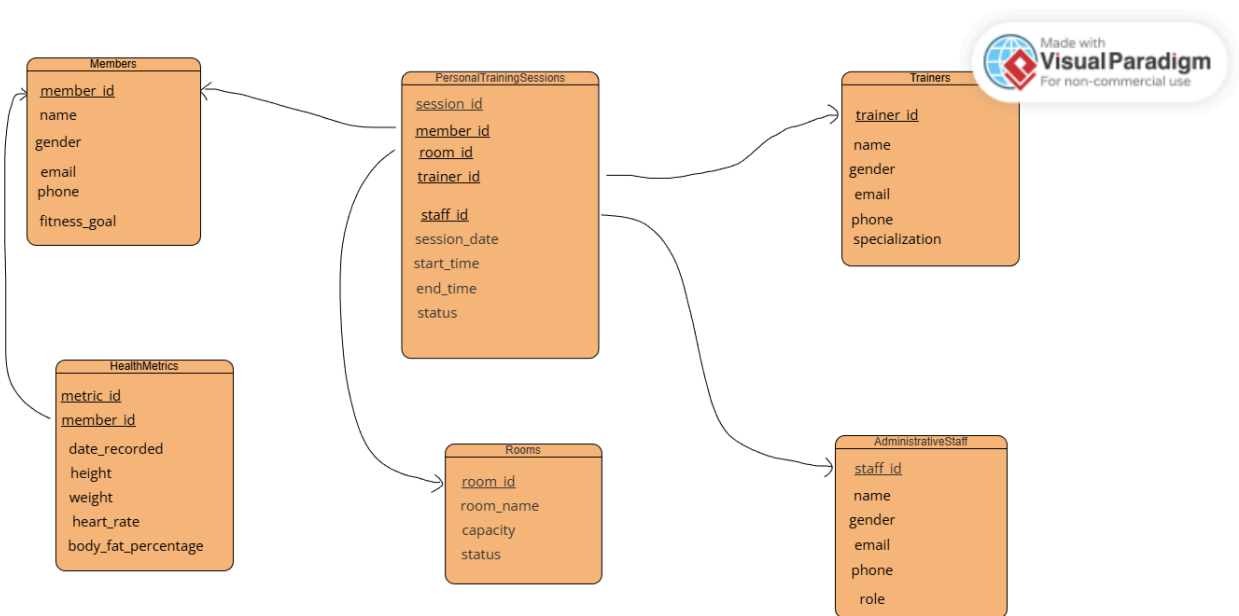 Made with
Visual Paradigm
For non-commercial use
Members
member_id
name
gender
email
phone
fitness_goal
PersonalTrainingSessions
session_id
member_id
room_id
trainer_id
staff_id
session_date
start_time
end_time
status
Trainers
trainer_id
name
gender
email
phone
specialization
HealthMetrics
metric_id
member_id
date_recorded
height
weight
heart_rate
body_fat_percentage
Rooms
room_id
room_name
capacity
status
AdministrativeStaff
staff_id
name
gender
email
phone
role